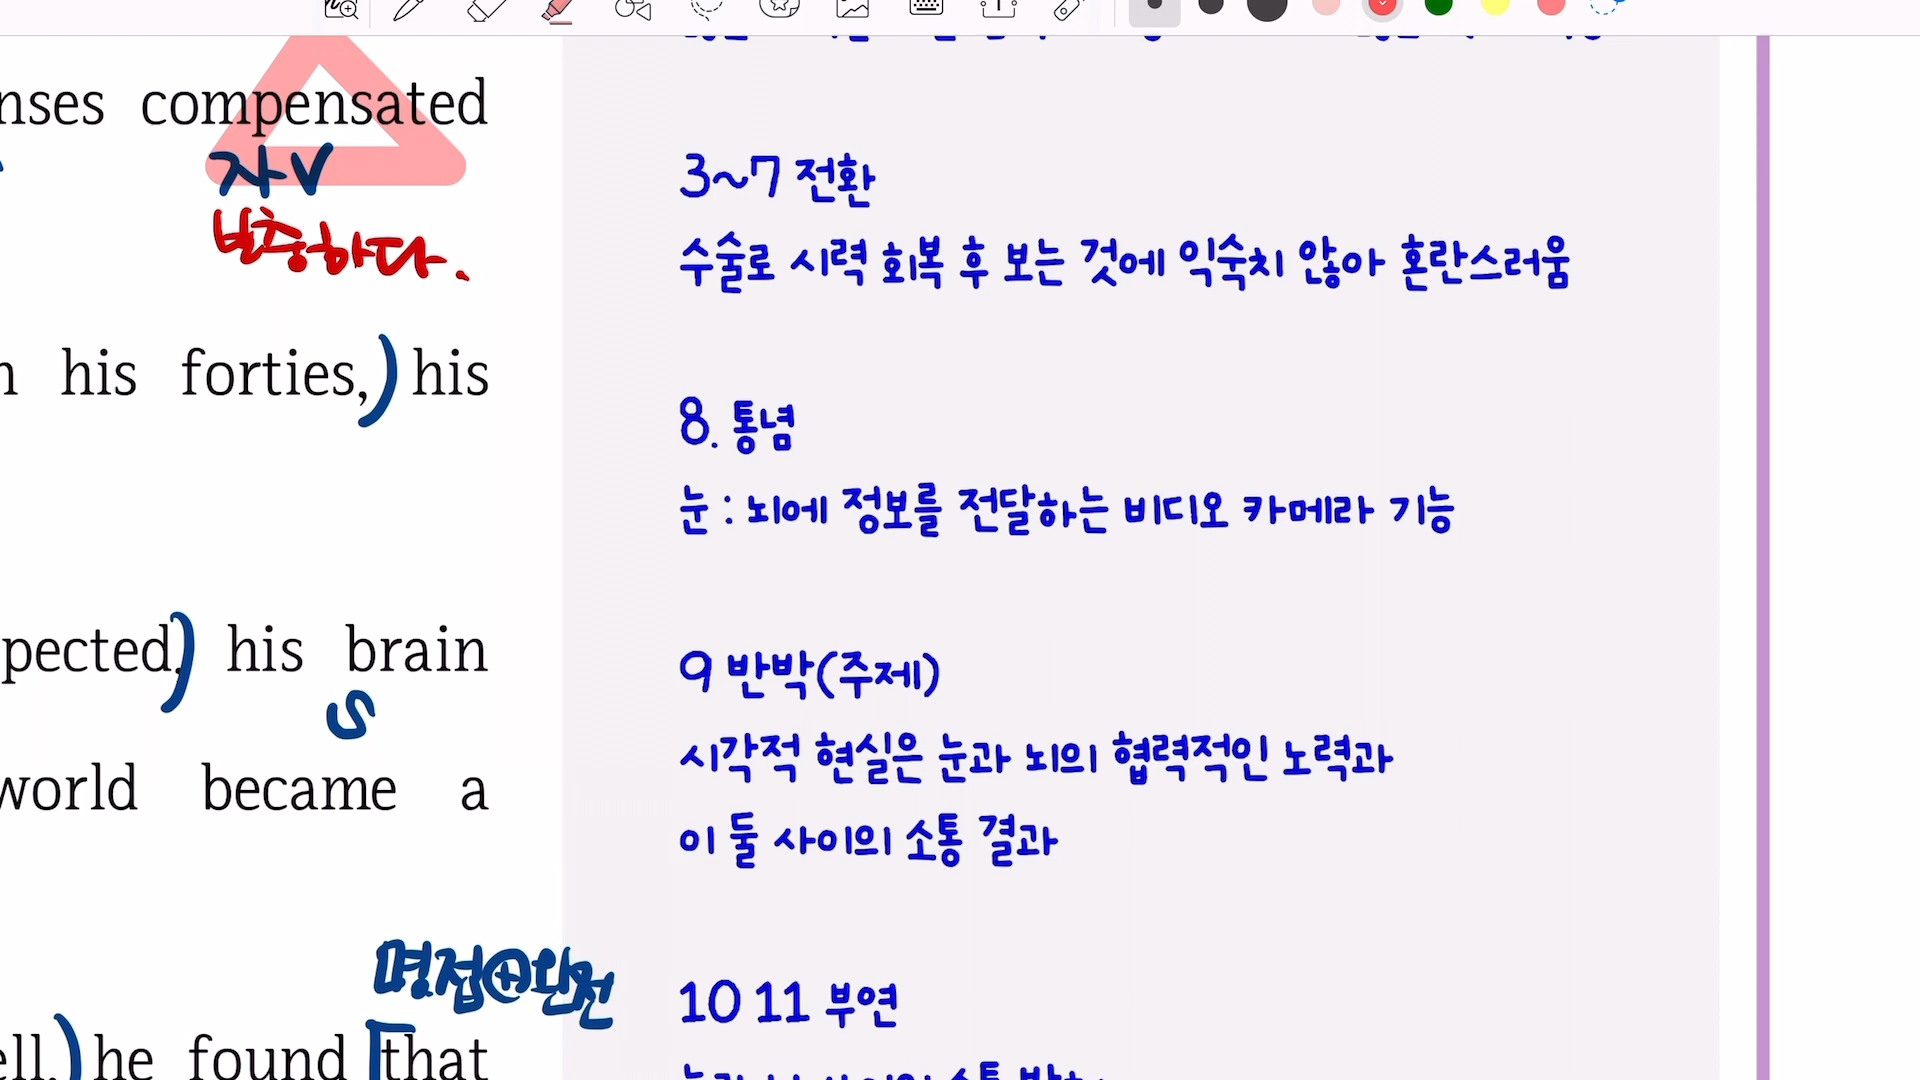 nses compensated
자V
보충하다.
his forties,) his
pected,) his brain
S
world became a
명접⊕완전
ell,) he found [that
3~7 전환
수술로 시력 회복 후 보는 것에 익숙치 않아 혼란스러움
8. 통념
눈 : 뇌에 정보를 전달하는 비디오 카메라 기능
9 반박(주제)
시각적 현실은 눈과 뇌의 협력적인 노력과
이 둘 사이의 소통 결과
10 11 부연